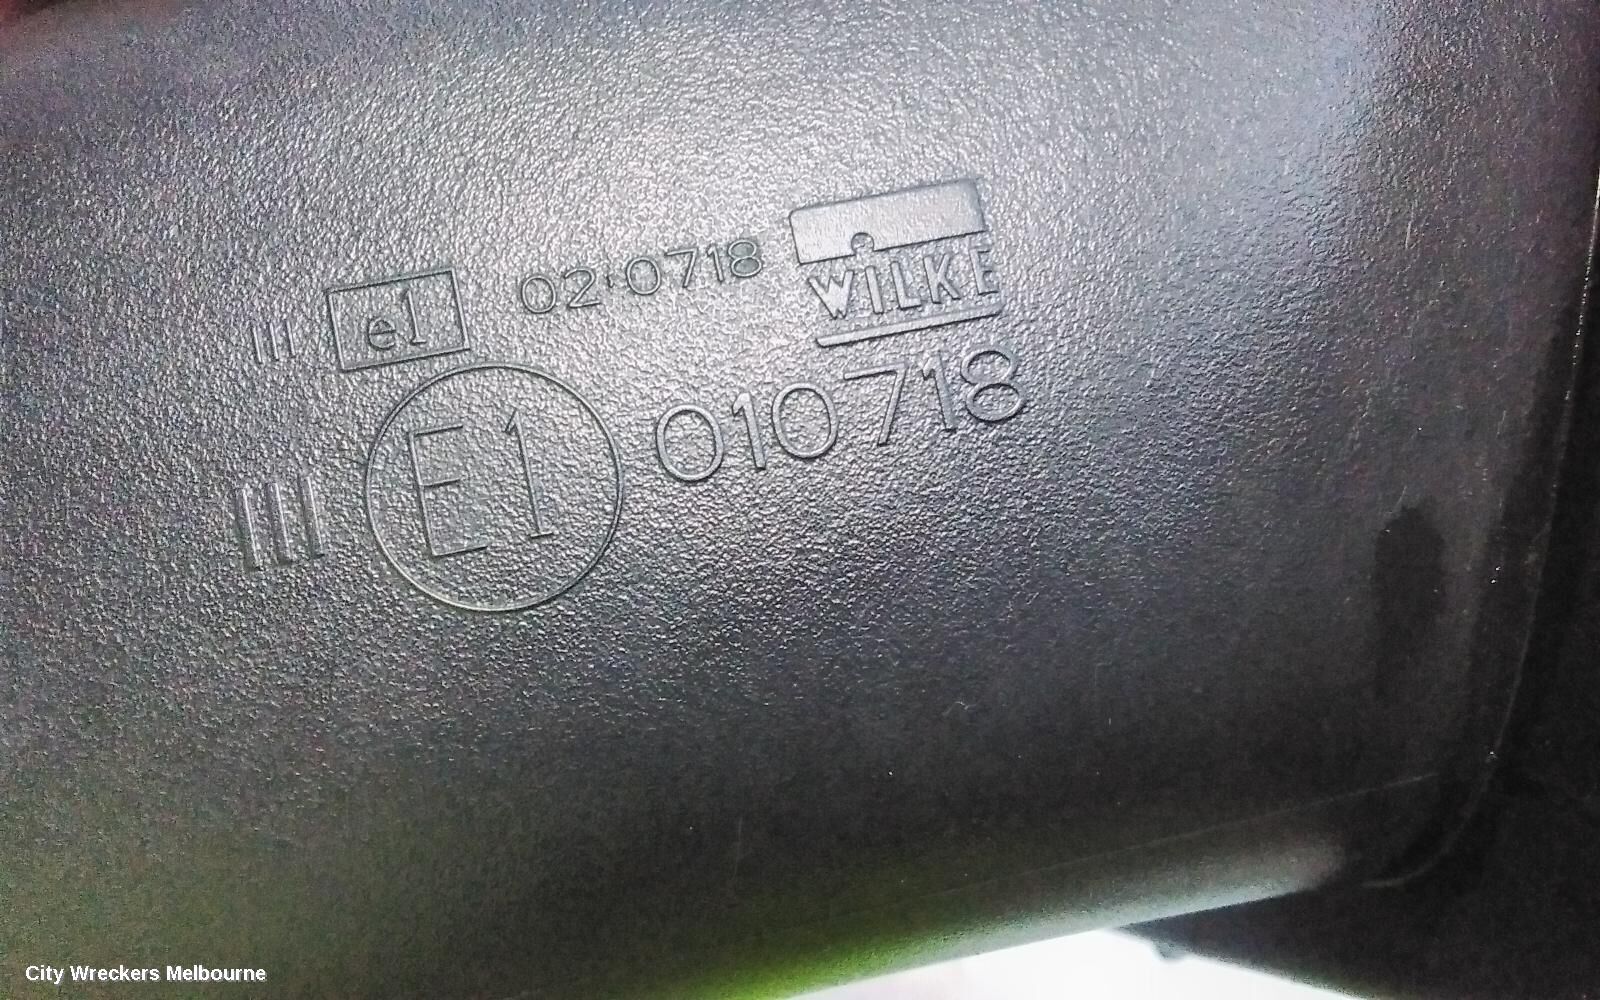 III e1 02'0718 WILKE
III E1 010718
City Wreckers Melbourne